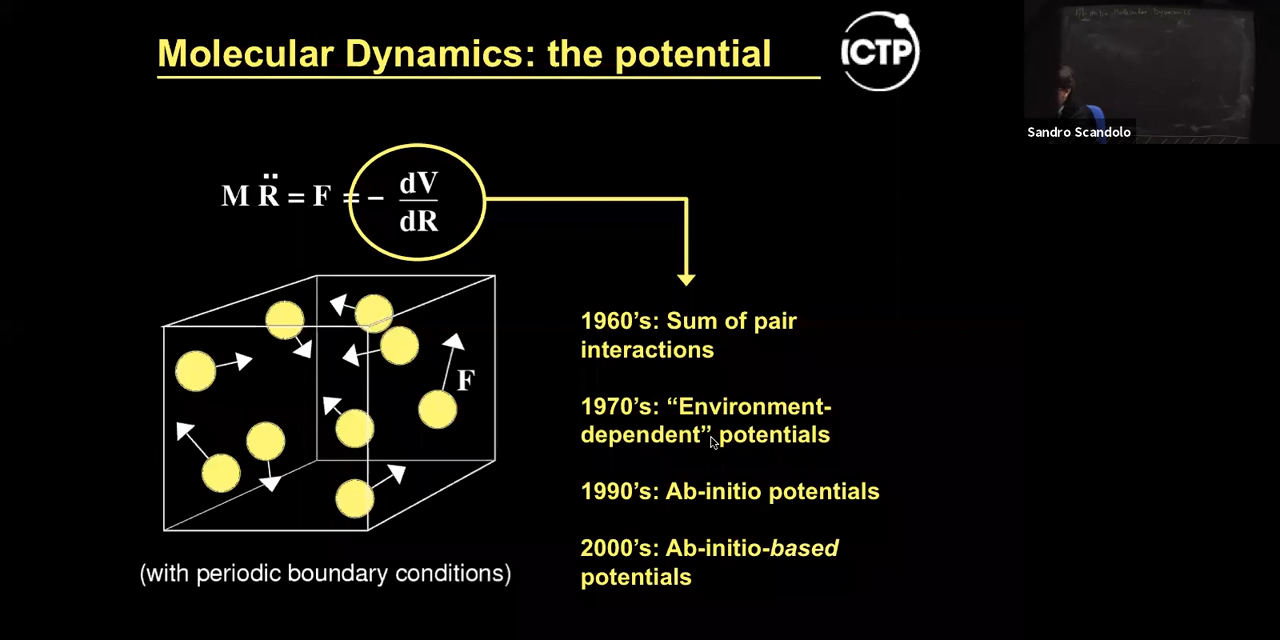 Molecular Dynamics: the potential
ICTP
Sandro Scandolo
M R̈ = F = − dV/dR
F
1960’s: Sum of pair
interactions
1970’s: “Environment-
dependent” potentials
1990’s: Ab-initio potentials
2000’s: Ab-initio-based
potentials
(with periodic boundary conditions)